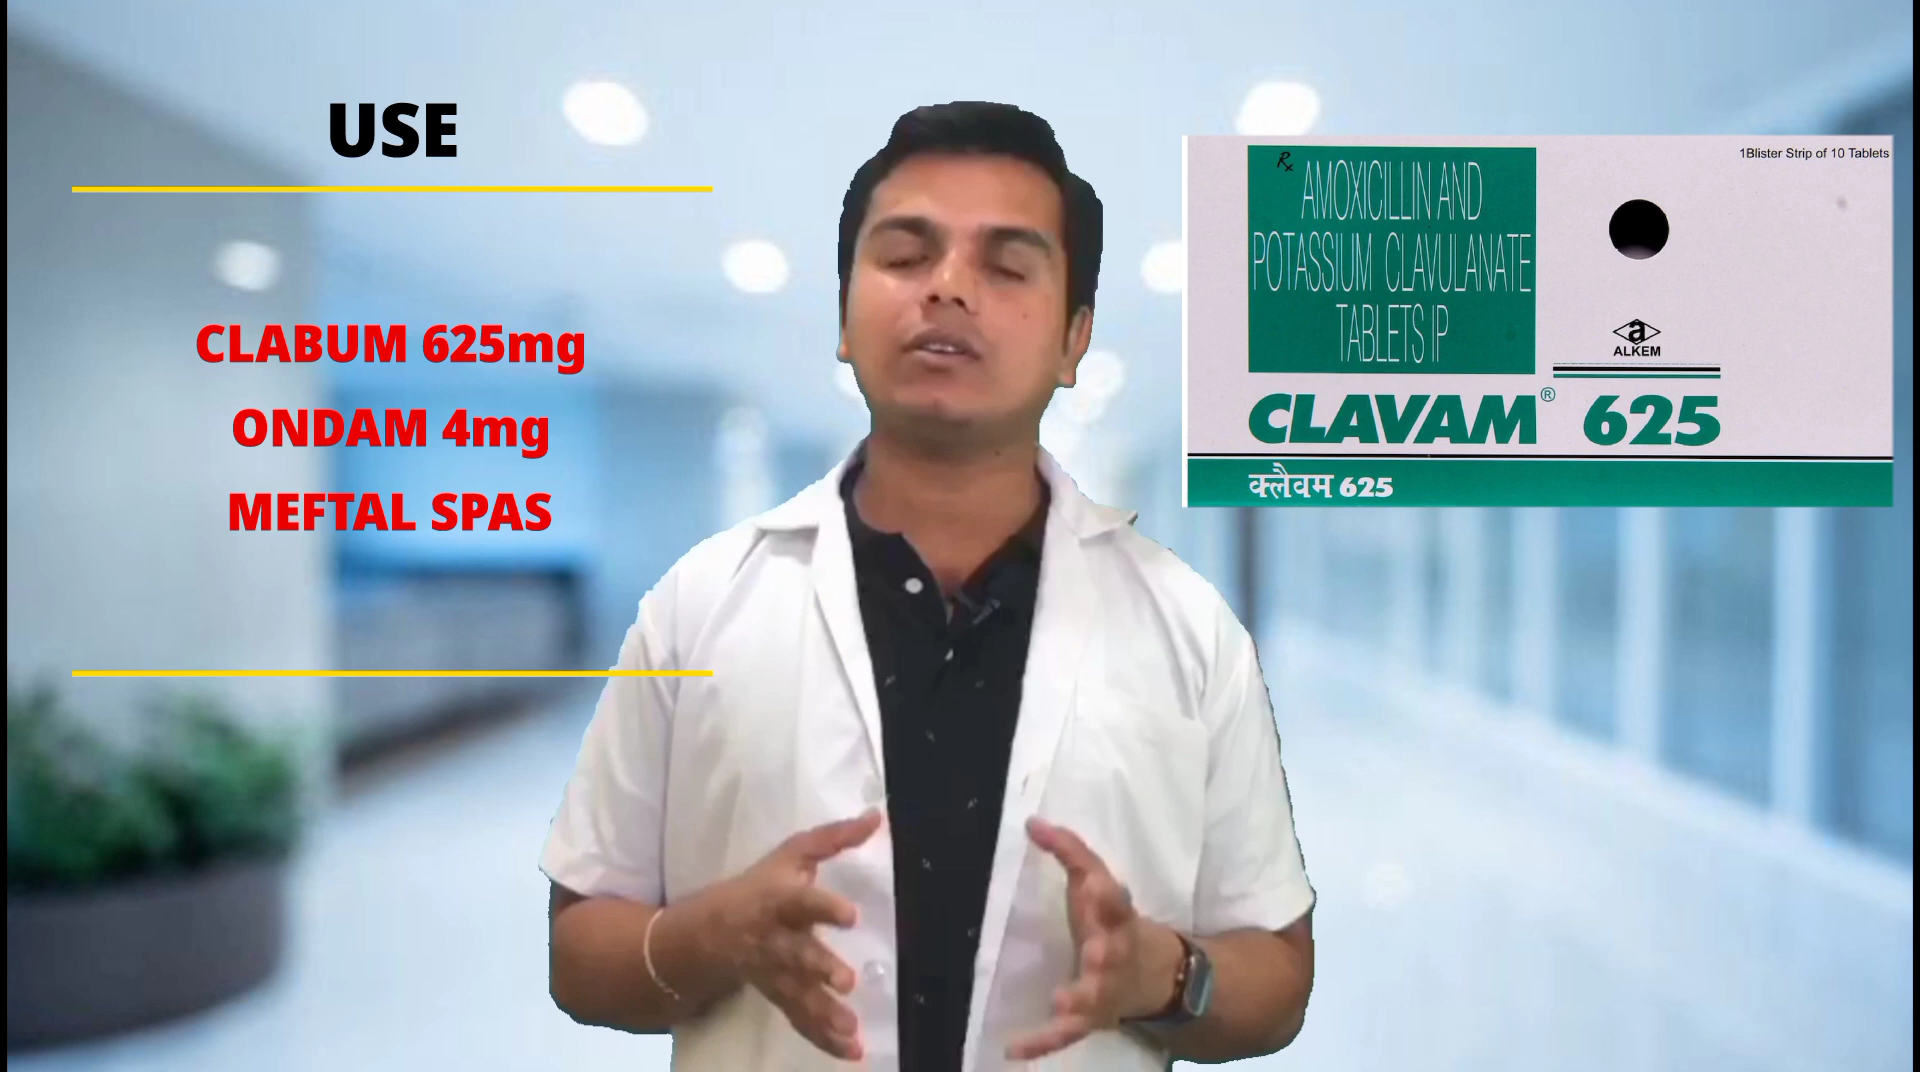 USE
CLABUM 625mg
ONDAM 4mg
MEFTAL SPAS
1Blister Strip of 10 Tablets
Rx
AMOXICILLIN AND
POTASSIUM CLAVULANATE
TABLETS IP
a
ALKEM
CLAVAM® 625
क्लैवम 625